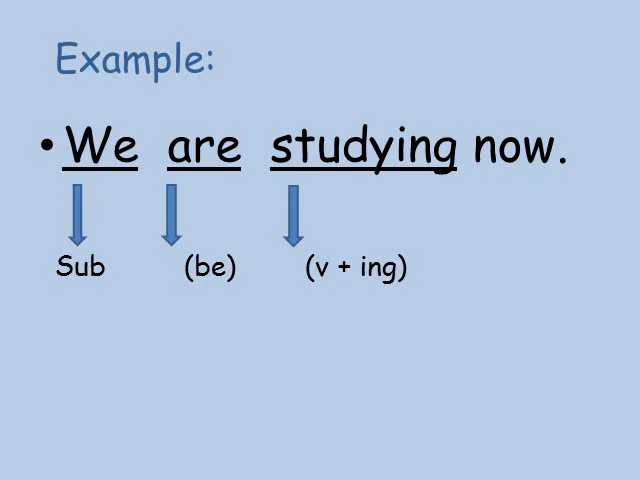 Example:
• We are studying now.
Sub (be) (v + ing)